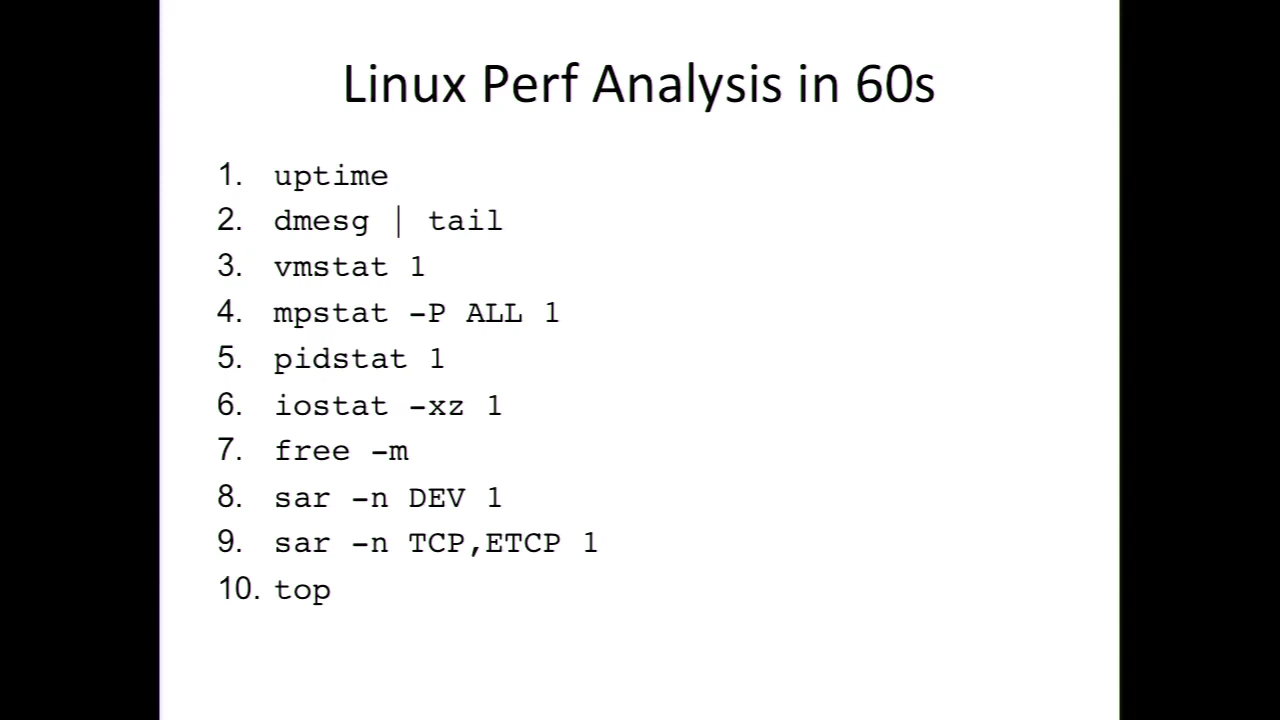 Linux Perf Analysis in 60s
1. uptime
2. dmesg | tail
3. vmstat 1
4. mpstat -P ALL 1
5. pidstat 1
6. iostat -xz 1
7. free -m
8. sar -n DEV 1
9. sar -n TCP,ETCP 1
10. top